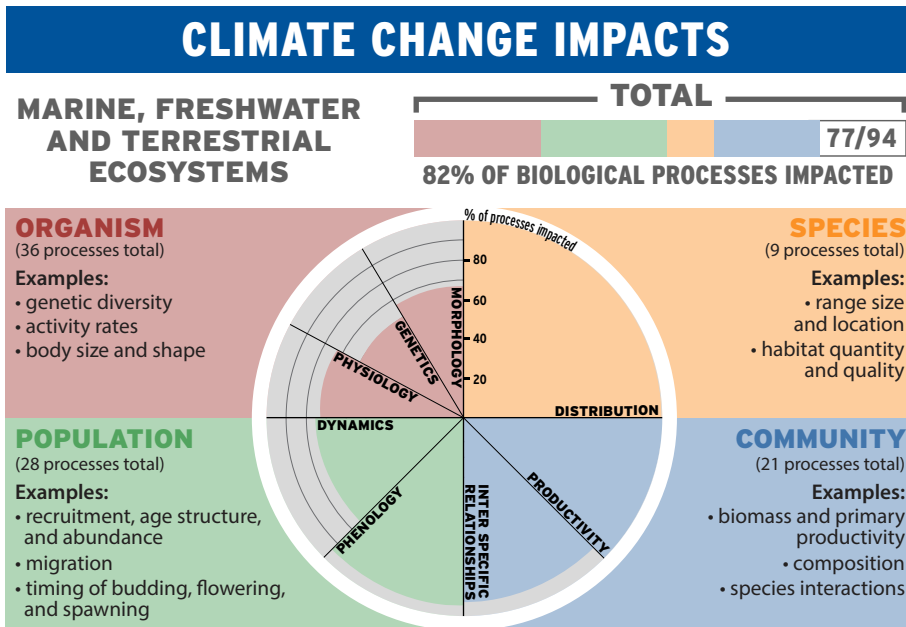 CLIMATE CHANGE IMPACTS
MARINE, FRESHWATER
AND TERRESTRIAL
ECOSYSTEMS
TOTAL
77/94
82% OF BIOLOGICAL PROCESSES IMPACTED
ORGANISM
(36 processes total)
Examples:
• genetic diversity
• activity rates
• body size and shape
% of processes impacted
80
60
40
20
MORPHOLOGY
GENETICS
PHYSIOLOGY
DYNAMICS
PHENOLOGY
INTER SPECIFIC
RELATIONSHIPS
PRODUCTIVITY
DISTRIBUTION
SPECIES
(9 processes total)
Examples:
• range size
and location
• habitat quantity
and quality
POPULATION
(28 processes total)
Examples:
• recruitment, age structure,
and abundance
• migration
• timing of budding, flowering,
and spawning
COMMUNITY
(21 processes total)
Examples:
• biomass and primary
productivity
• composition
• species interactions